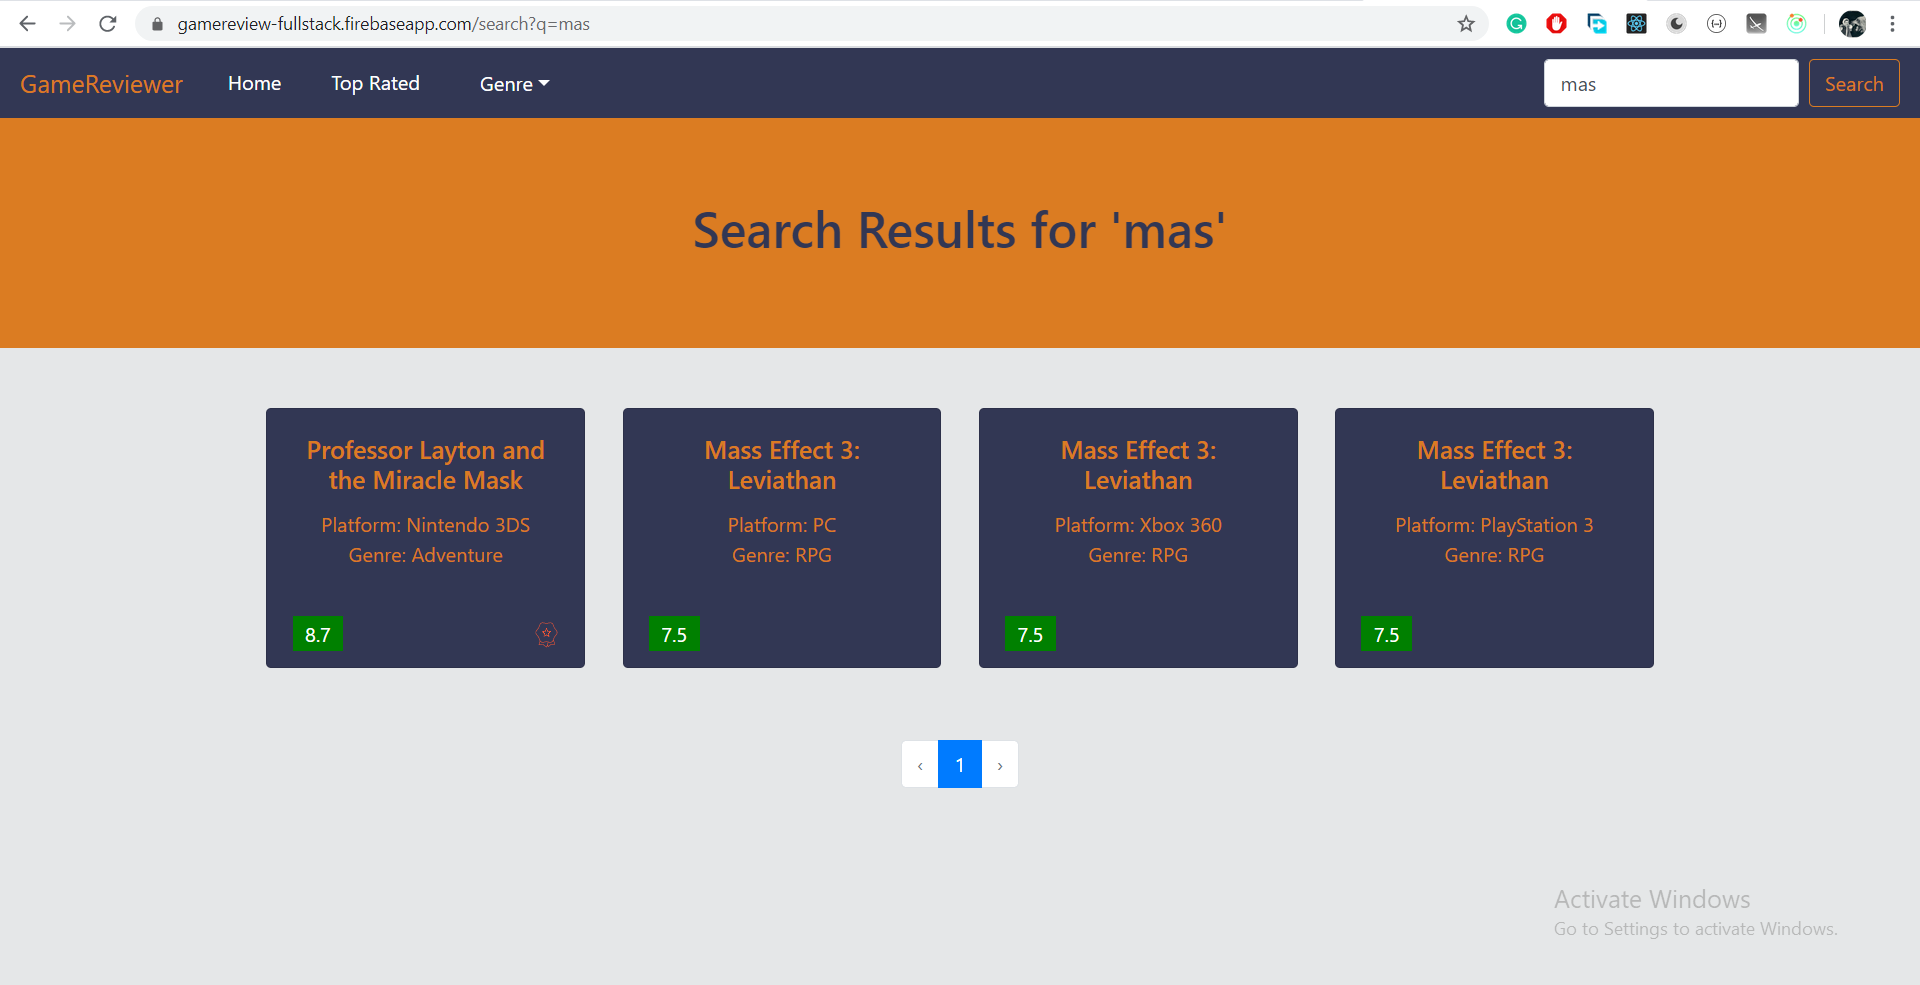 gamereview-fullstack.firebaseapp.com/search?q=mas
GameReviewer Home Top Rated Genre mas Search
Search Results for 'mas'
Professor Layton and
the Miracle Mask
Platform: Nintendo 3DS
Genre: Adventure
8.7
Mass Effect 3:
Leviathan
Platform: PC
Genre: RPG
7.5
Mass Effect 3:
Leviathan
Platform: Xbox 360
Genre: RPG
7.5
Mass Effect 3:
Leviathan
Platform: PlayStation 3
Genre: RPG
7.5
‹ 1 ›
Activate Windows
Go to Settings to activate Windows.